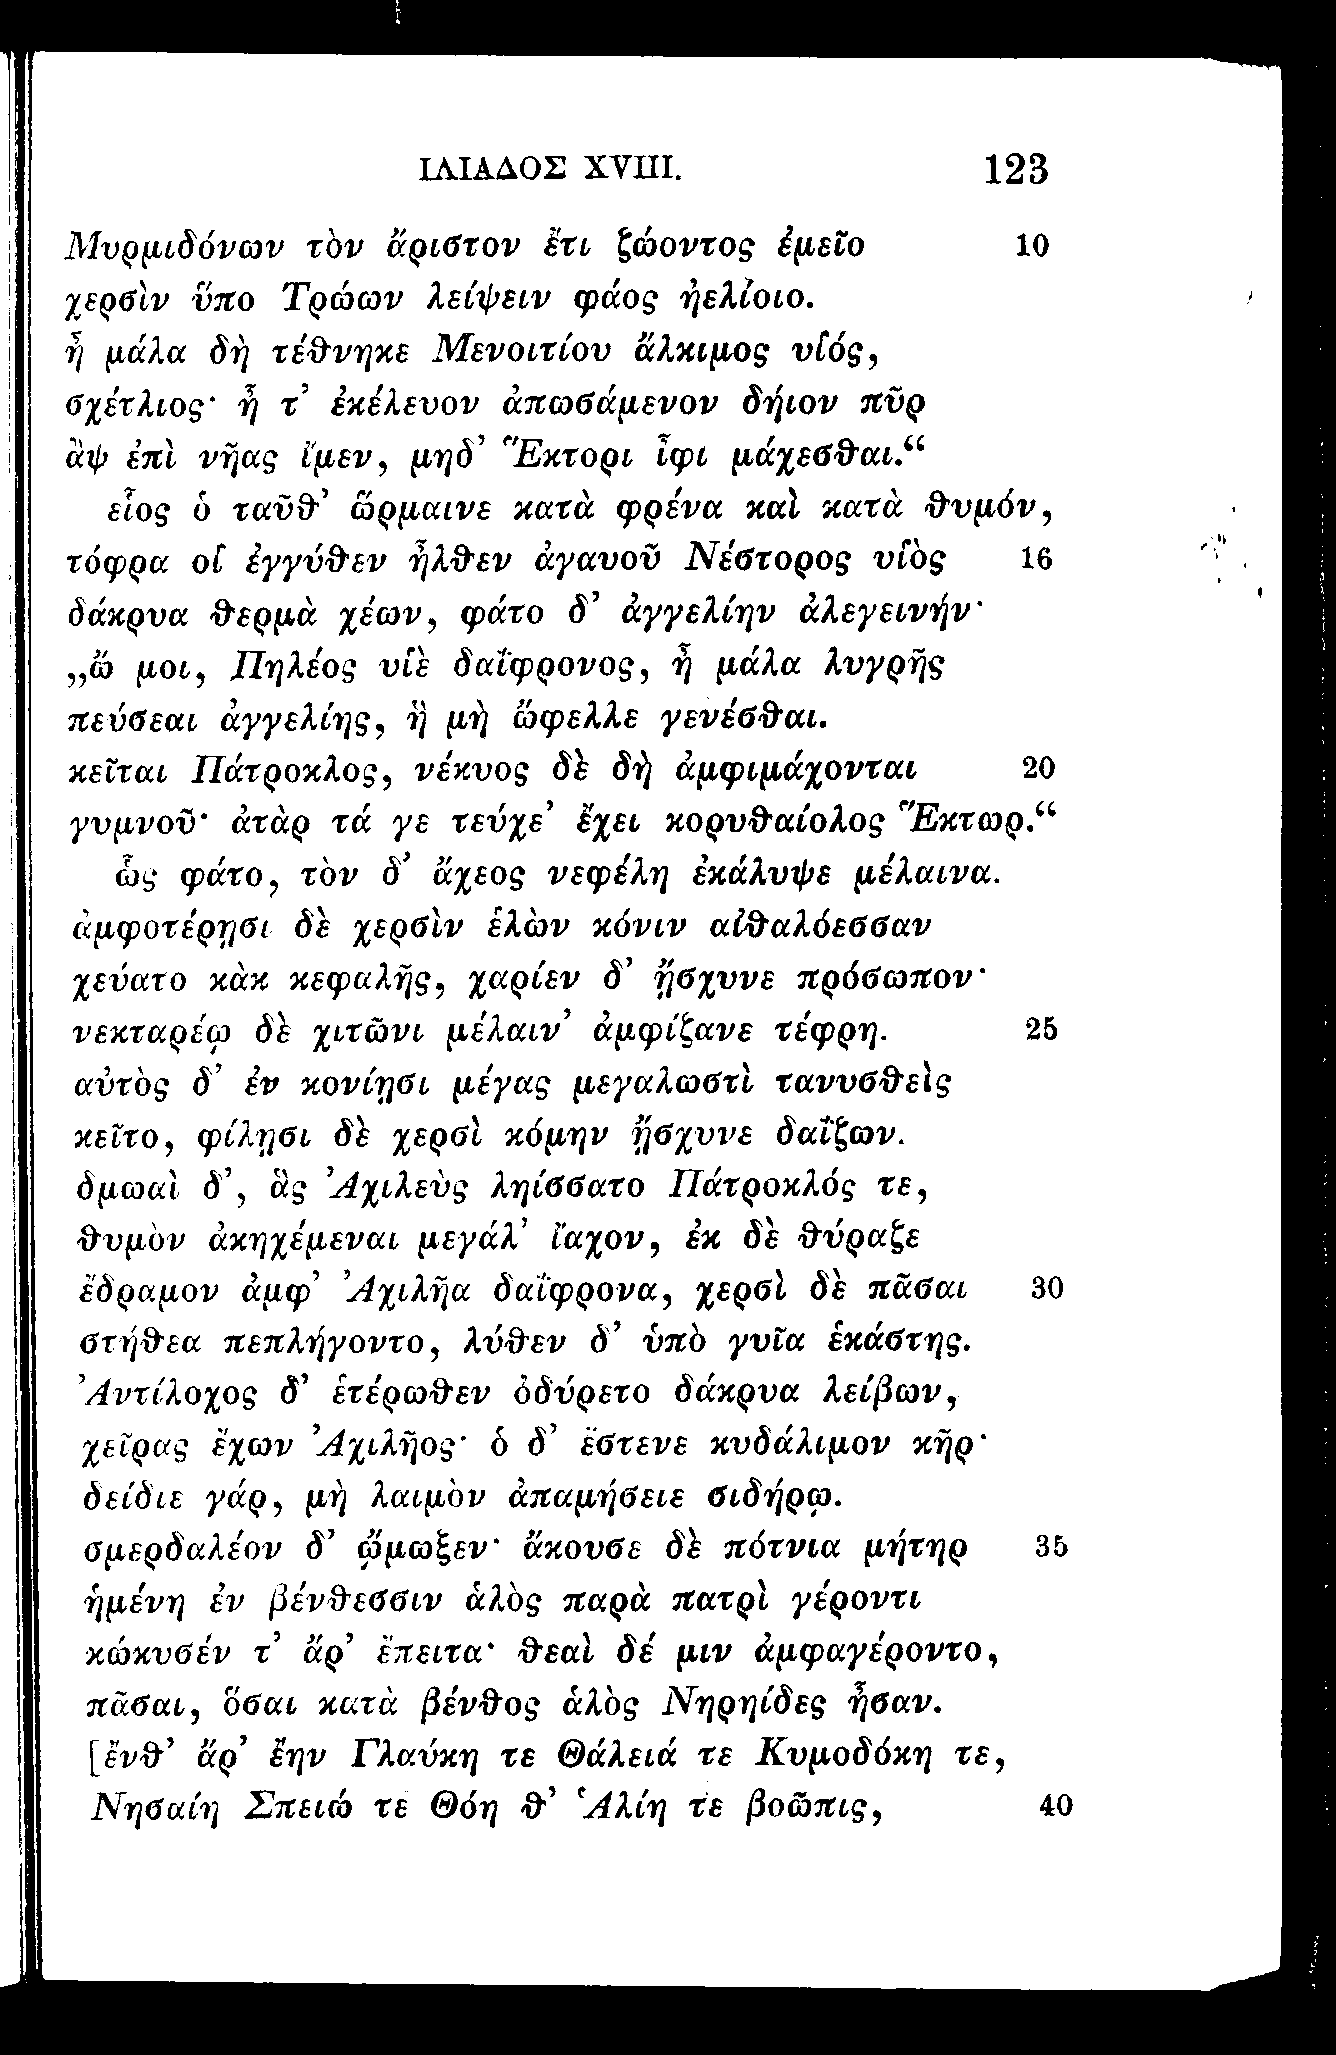 ΙΛΙΑΔΟΣ XVIII. 123
Μυρμιδόνων τὸν ἄριστον ἔτι ζώοντος ἐμεῖο 10
χερσὶν ὕπο Τρώων λείψειν φάος ἠελίοιο.
ἦ μάλα δὴ τέθνηκε Μενοιτίου ἄλκιμος υἱός,
σχέτλιος· ἦ τ’ ἐκέλευον ἀπωσάμενον δήιον πῦρ
ἂψ ἐπὶ νῆας ἴμεν, μηδ’ Ἕκτορι ἶφι μάχεσθαι.“
εἷος ὁ ταῦθ’ ὥρμαινε κατὰ φρένα καὶ κατὰ θυμόν,
τόφρα οἱ ἐγγύθεν ἦλθεν ἀγαυοῦ Νέστορος υἱὸς 16
δάκρυα θερμὰ χέων, φάτο δ’ ἀγγελίην ἀλεγεινήν·
„ὤ μοι, Πηλέος υἱὲ δαΐφρονος, ἦ μάλα λυγρῆς
πεύσεαι ἀγγελίης, ἣ μὴ ὤφελλε γενέσθαι.
κεῖται Πάτροκλος, νέκυος δὲ δὴ ἀμφιμάχονται 20
γυμνοῦ· ἀτὰρ τά γε τεύχε’ ἔχει κορυθαίολος Ἕκτωρ.“
ὣς φάτο, τὸν δ’ ἄχεος νεφέλη ἐκάλυψε μέλαινα.
ἀμφοτέρῃσι δὲ χερσὶν ἑλὼν κόνιν αἰθαλόεσσαν
χεύατο κὰκ κεφαλῆς, χαρίεν δ’ ᾔσχυνε πρόσωπον·
νεκταρέῳ δὲ χιτῶνι μέλαιν’ ἀμφίζανε τέφρη. 25
αὐτὸς δ’ ἐν κονίῃσι μέγας μεγαλωστὶ τανυσθεὶς
κεῖτο, φίλῃσι δὲ χερσὶ κόμην ᾔσχυνε δαΐζων.
δμωαὶ δ’, ἃς Ἀχιλεὺς ληίσσατο Πάτροκλός τε,
θυμὸν ἀκηχέμεναι μεγάλ’ ἴαχον, ἐκ δὲ θύραζε
ἔδραμον ἀμφ’ Ἀχιλῆα δαΐφρονα, χερσὶ δὲ πᾶσαι 30
στήθεα πεπλήγοντο, λύθεν δ’ ὑπὸ γυῖα ἑκάστης.
Ἀντίλοχος δ’ ἑτέρωθεν ὀδύρετο δάκρυα λείβων,
χεῖρας ἔχων Ἀχιλῆος· ὁ δ’ ἔστενε κυδάλιμον κῆρ·
δείδιε γάρ, μὴ λαιμὸν ἀπαμήσειε σιδήρῳ.
σμερδαλέον δ’ ᾤμωξεν· ἄκουσε δὲ πότνια μήτηρ 35
ἡμένη ἐν βένθεσσιν ἁλὸς παρὰ πατρὶ γέροντι
κώκυσέν τ’ ἄρ’ ἔπειτα· θεαὶ δέ μιν ἀμφαγέροντο,
πᾶσαι, ὅσαι κατὰ βένθος ἁλὸς Νηρηίδες ἦσαν.
[ἔνθ’ ἄρ’ ἔην Γλαύκη τε Θάλειά τε Κυμοδόκη τε,
Νησαίη Σπειώ τε Θόη θ’ Ἁλίη τε βοῶπις, 40